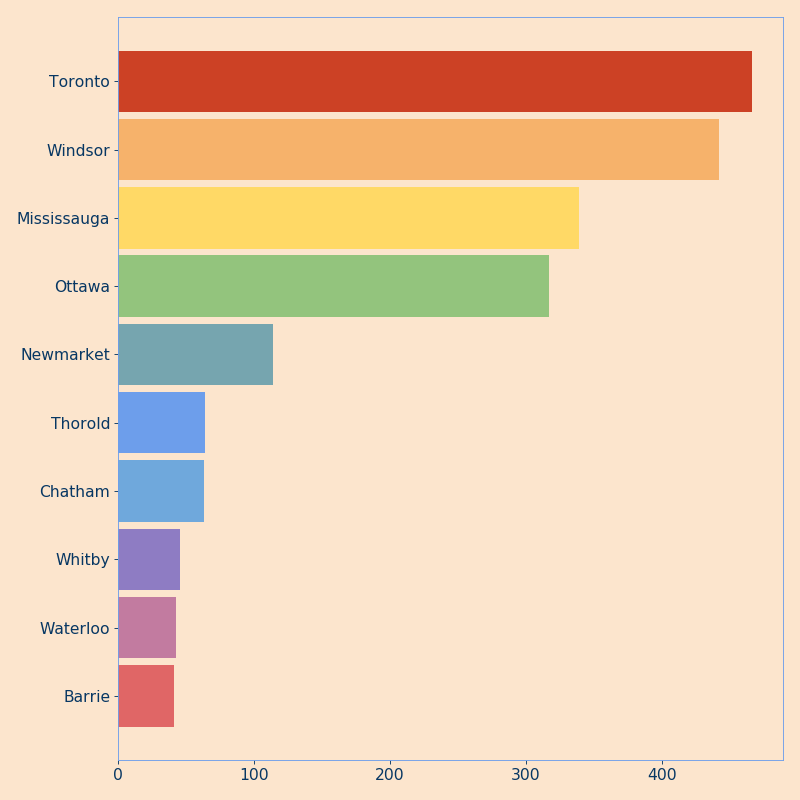 Toronto
Windsor
Mississauga
Ottawa
Newmarket
Thorold
Chatham
Whitby
Waterloo
Barrie
0 100 200 300 400